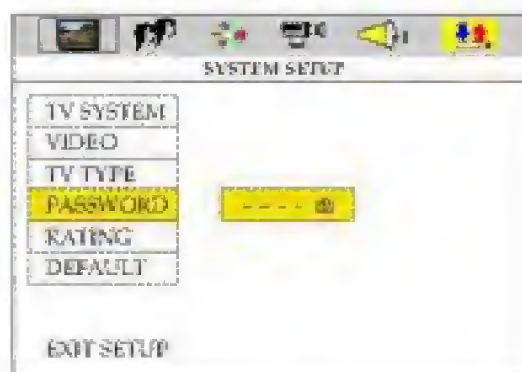 SYSTEM SETUP
TV SYSTEM
VIDEO
TV TYPE
PASSWORD
- - - -
RATING
DEFAULT
EXIT SETUP